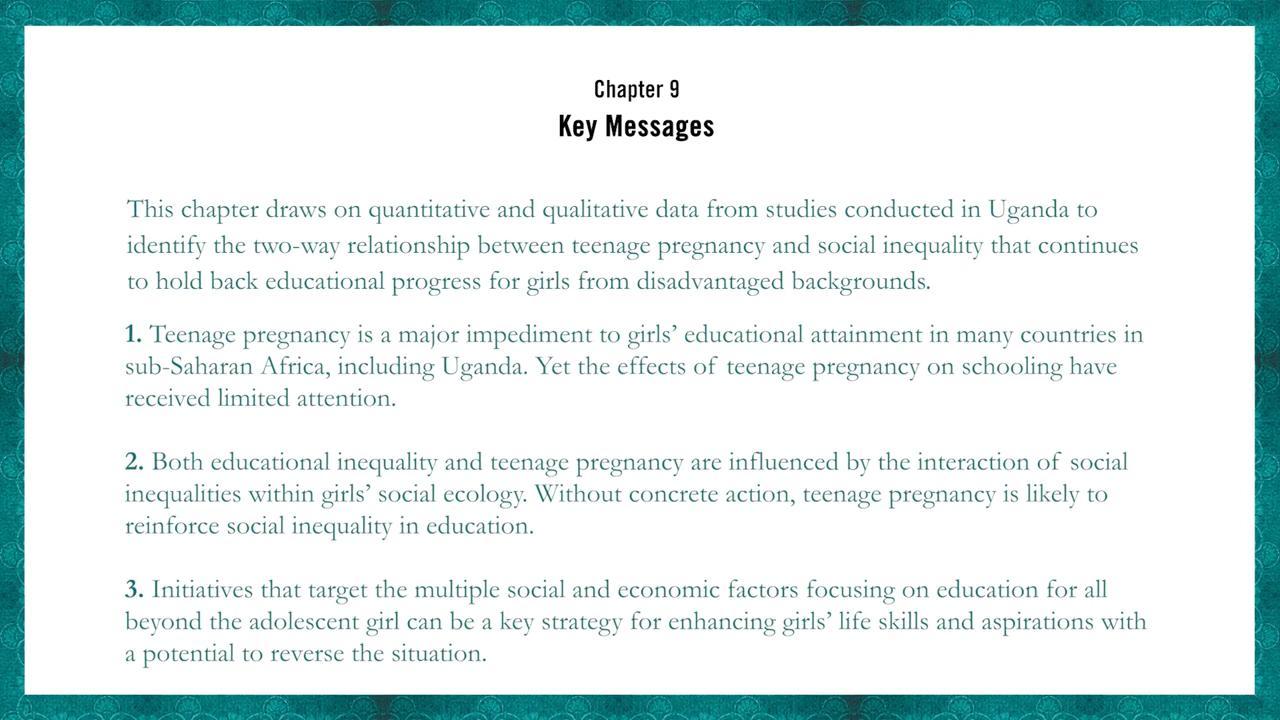 Chapter 9
Key Messages
This chapter draws on quantitative and qualitative data from studies conducted in Uganda to
identify the two-way relationship between teenage pregnancy and social inequality that continues
to hold back educational progress for girls from disadvantaged backgrounds.
1. Teenage pregnancy is a major impediment to girls’ educational attainment in many countries in
sub-Saharan Africa, including Uganda. Yet the effects of teenage pregnancy on schooling have
received limited attention.
2. Both educational inequality and teenage pregnancy are influenced by the interaction of social
inequalities within girls’ social ecology. Without concrete action, teenage pregnancy is likely to
reinforce social inequality in education.
3. Initiatives that target the multiple social and economic factors focusing on education for all
beyond the adolescent girl can be a key strategy for enhancing girls’ life skills and aspirations with
a potential to reverse the situation.